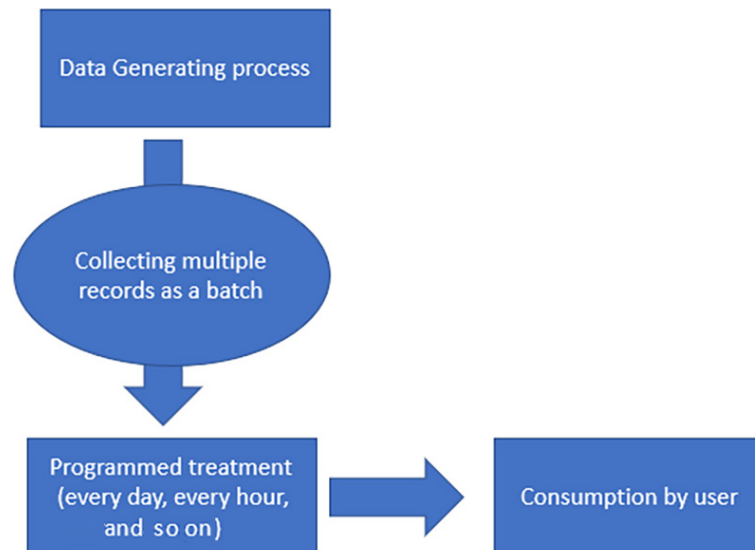 Data Generating process
Collecting multiple
records as a batch
Programmed treatment
(every day, every hour,
and so on)
Consumption by user